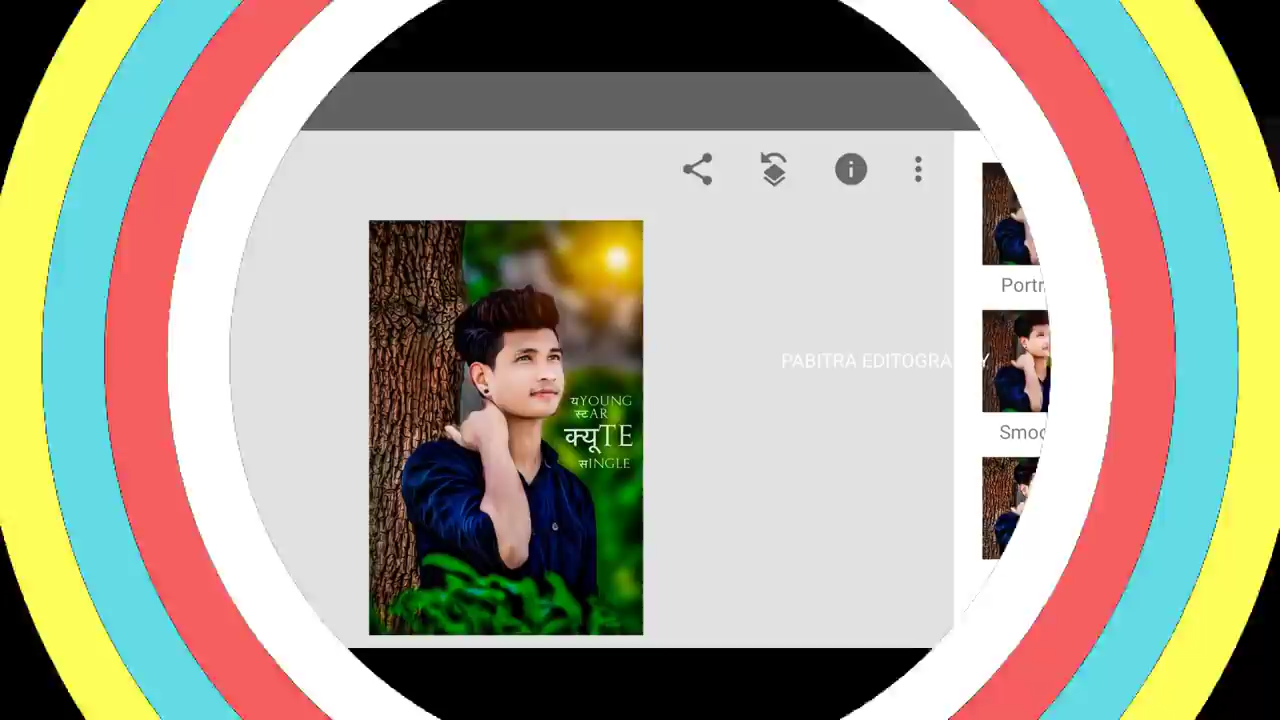 Portr
PABITRA EDITOGRA Y
यYOUNG
स्टAR
क्यूTE
सINGLE
Smoo